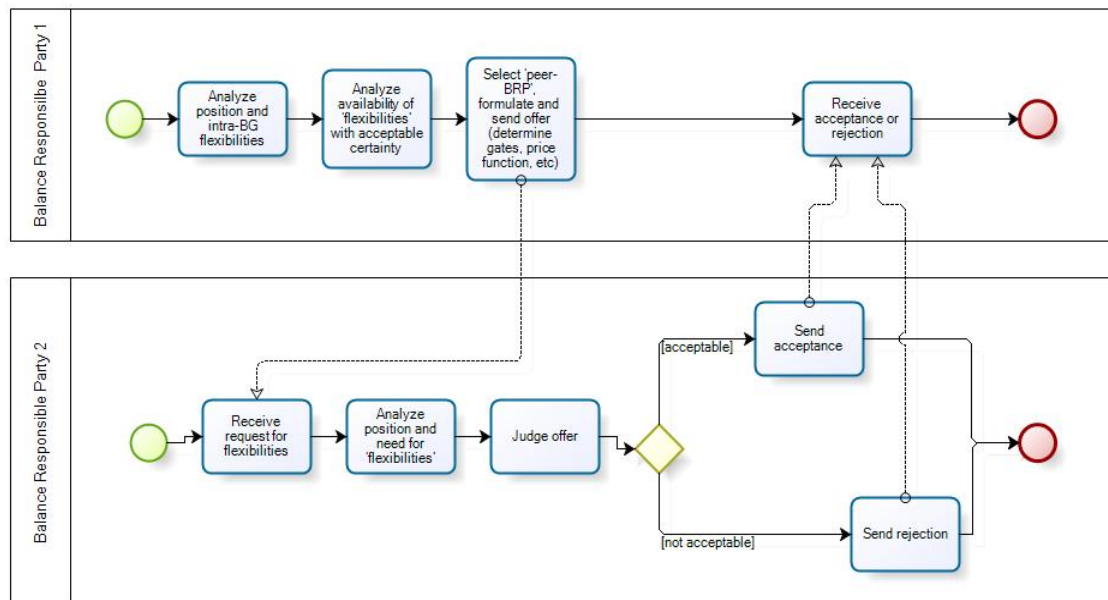 Balance Responsilbe Party 1
Analyze
position and
intra-BG
flexibilities
Analyze
availability of
'flexibilities'
with acceptable
certainty
Select 'peer-
BRP',
formulate and
send offer
(determine
gates, price
function, etc)
Receive
acceptance or
rejection
Balance Responsible Party 2
Receive
request for
flexibilities
Analyze
position and
need for
'flexibilities'
Judge offer
[acceptable]
Send
acceptance
[not acceptable]
Send rejection